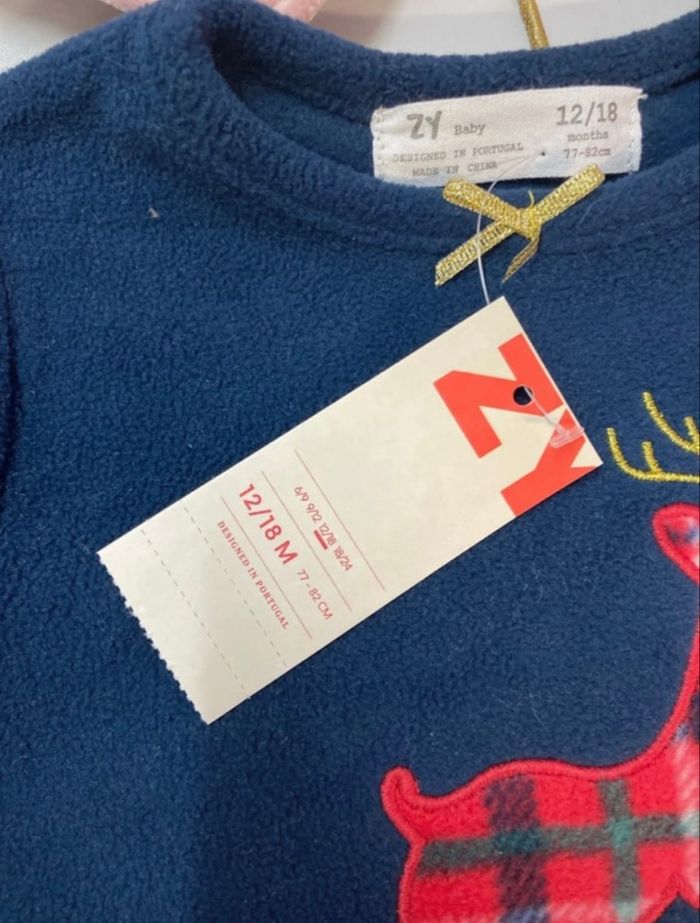 ZY Baby
12/18
months
DESIGNED IN PORTUGAL
77-82cm
MADE IN CHINA
ZY
6/9 9/12 12/18 18/24
12/18 M 77 - 82 CM
DESIGNED IN PORTUGAL